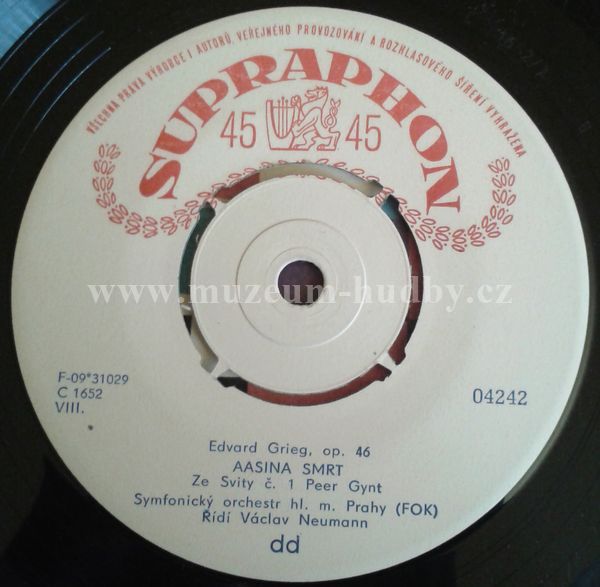 VŠECHNA PRÁVA VÝROBCE I AUTORŮ, VEŘEJNÉHO PROVOZOVÁNÍ A ROZHLASOVÉHO ŠÍŘENÍ VYHRAŽENA
SUPRAPHON
45 45
www.muzeum-hudby.cz
F-09*31029
C 1652
VIII.
04242
Edvard Grieg, op. 46
AASINA SMRT
Ze Svity č. 1 Peer Gynt
Symfonický orchestr hl. m. Prahy (FOK)
Řídí Václav Neumann
dd